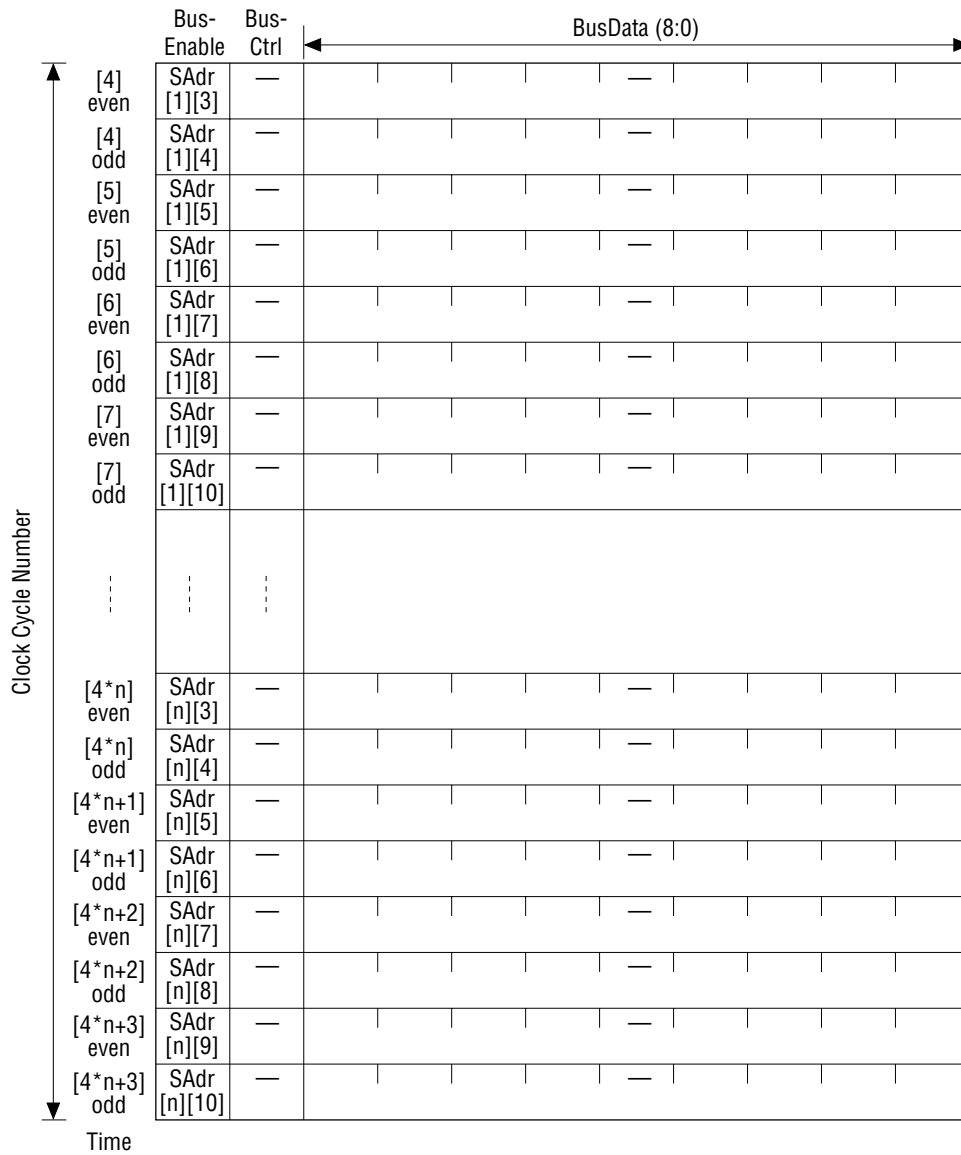 Bus- Bus-
Enable Ctrl BusData (8:0)
[4] SAdr — —
even [1][3]
[4] SAdr — —
odd [1][4]
[5] SAdr — —
even [1][5]
[5] SAdr — —
odd [1][6]
[6] SAdr — —
even [1][7]
[6] SAdr — —
odd [1][8]
[7] SAdr — —
even [1][9]
[7] SAdr — —
odd [1][10]
Clock Cycle Number
[4*n] SAdr — —
even [n][3]
[4*n] SAdr — —
odd [n][4]
[4*n+1] SAdr — —
even [n][5]
[4*n+1] SAdr — —
odd [n][6]
[4*n+2] SAdr — —
even [n][7]
[4*n+2] SAdr — —
odd [n][8]
[4*n+3] SAdr — —
even [n][9]
[4*n+3] SAdr — —
odd [n][10]
Time